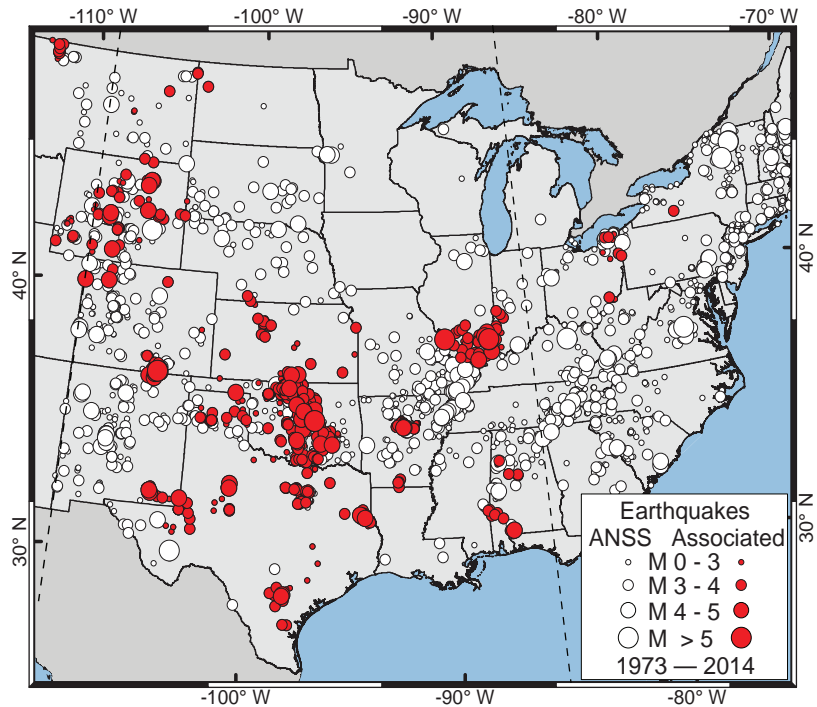 -110° W -100° W -90° W -80° W -70° W
40° N 40° N
30° N 30° N
Earthquakes
ANSS Associated
M 0 - 3
M 3 - 4
M 4 - 5
M > 5
1973 — 2014
-100° W -90° W -80° W